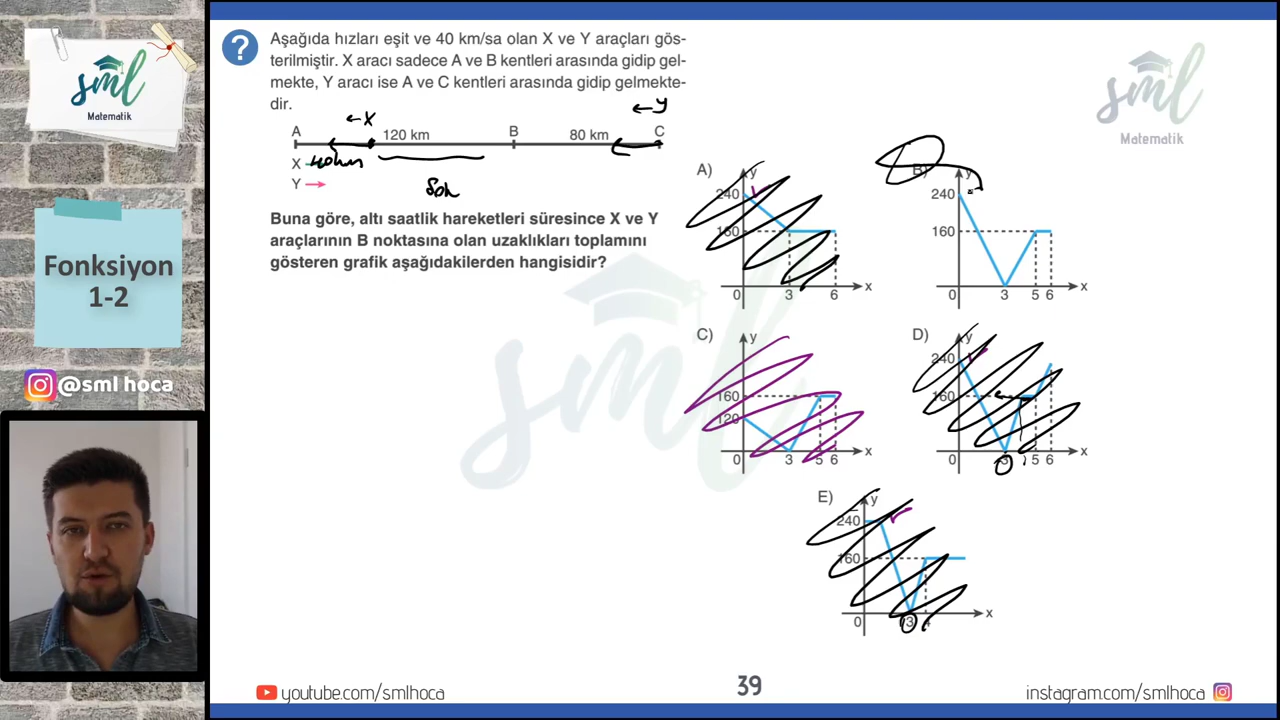 sml
Matematik
Fonksiyon
1-2
@sml hoca
?
Aşağıda hızları eşit ve 40 km/sa olan X ve Y araçları gös-
terilmiştir. X aracı sadece A ve B kentleri arasında gidip gel-
mekte, Y aracı ise A ve C kentleri arasında gidip gelmekte-
dir.
← X
← Y
A 120 km B 80 km C
X
Y
Buna göre, altı saatlik hareketleri süresince X ve Y
araçlarının B noktasına olan uzaklıkları toplamını
gösteren grafik aşağıdakilerden hangisidir?
sml
Matematik
A) y
240
160
0 3 6 x
B) y
240
160
0 3 5 6 x
C) y
160
120
0 3 5 6 x
D) y
240
160
0 3 5 6 x
E) y
240
160
0 3 4 x
sml
youtube.com/smlhoca
39
instagram.com/smlhoca